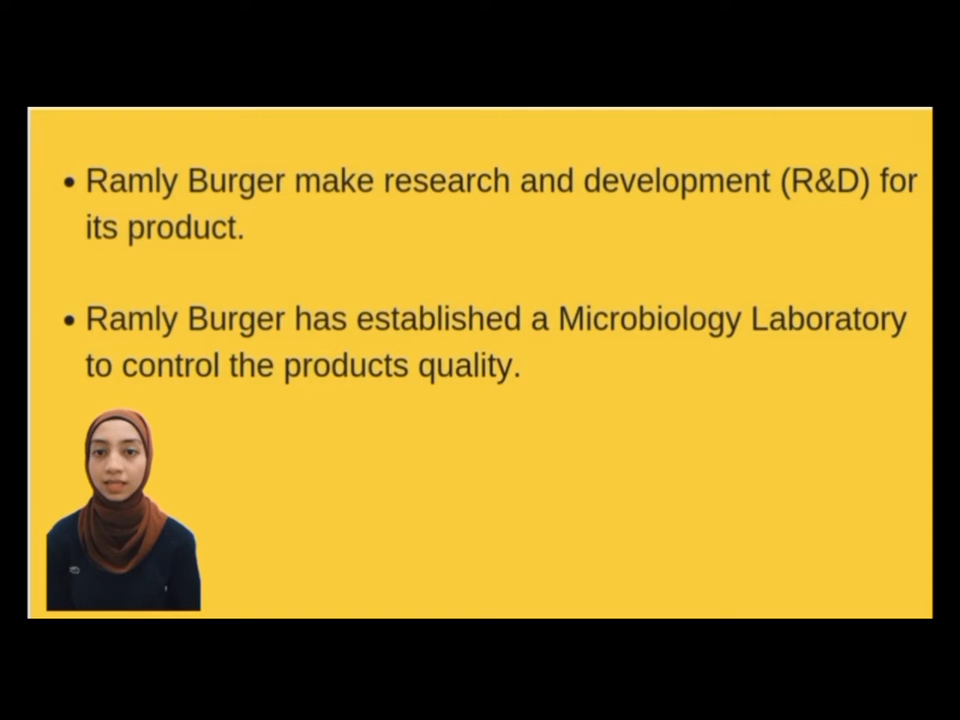 • Ramly Burger make research and development (R&D) for
its product.
• Ramly Burger has established a Microbiology Laboratory
to control the products quality.